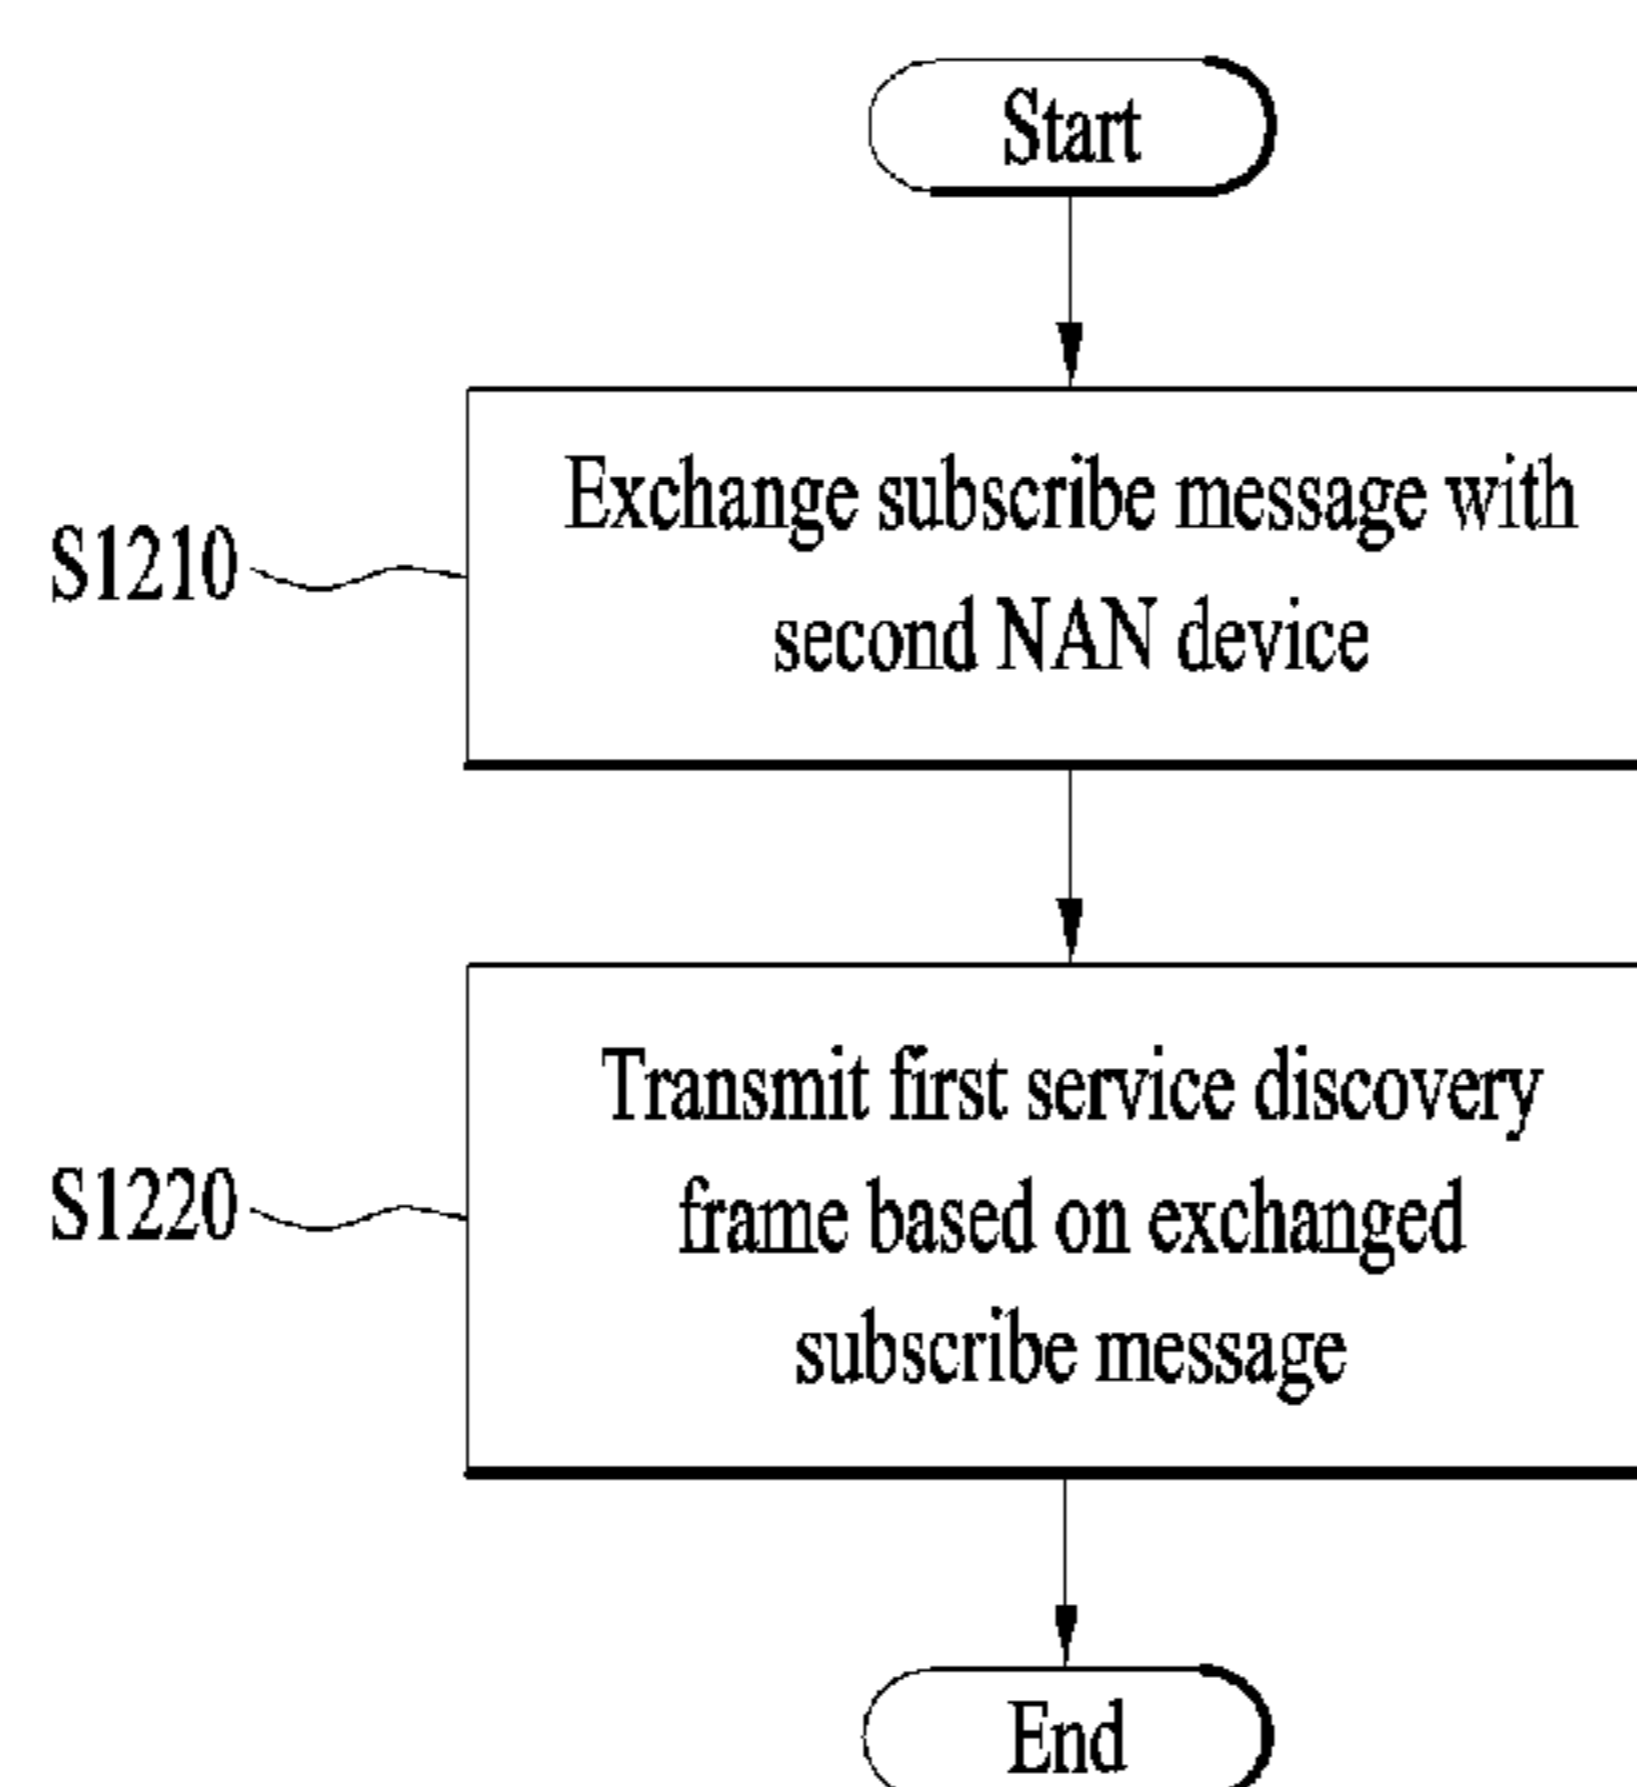 Start
Exchange subscribe message with
S1210
second NAN device
Transmit first service discovery
S1220
frame based on exchanged
subscribe message
End